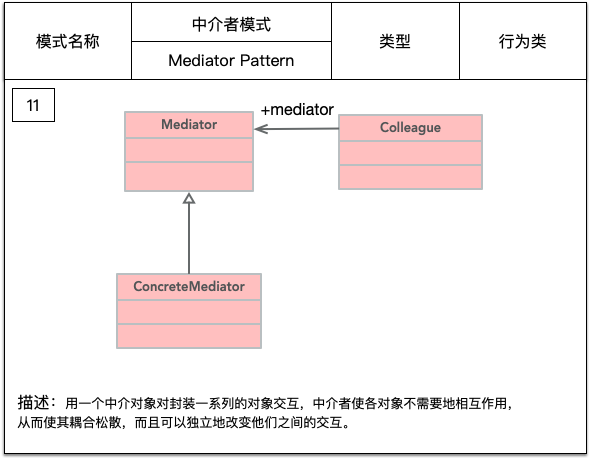 模式名称
中介者模式
Mediator Pattern
类型
行为类
11
Mediator
+mediator
Colleague
ConcreteMediator
描述：用一个中介对象对封装一系列的对象交互，中介者使各对象不需要地相互作用，
从而使其耦合松散，而且可以独立地改变他们之间的交互。